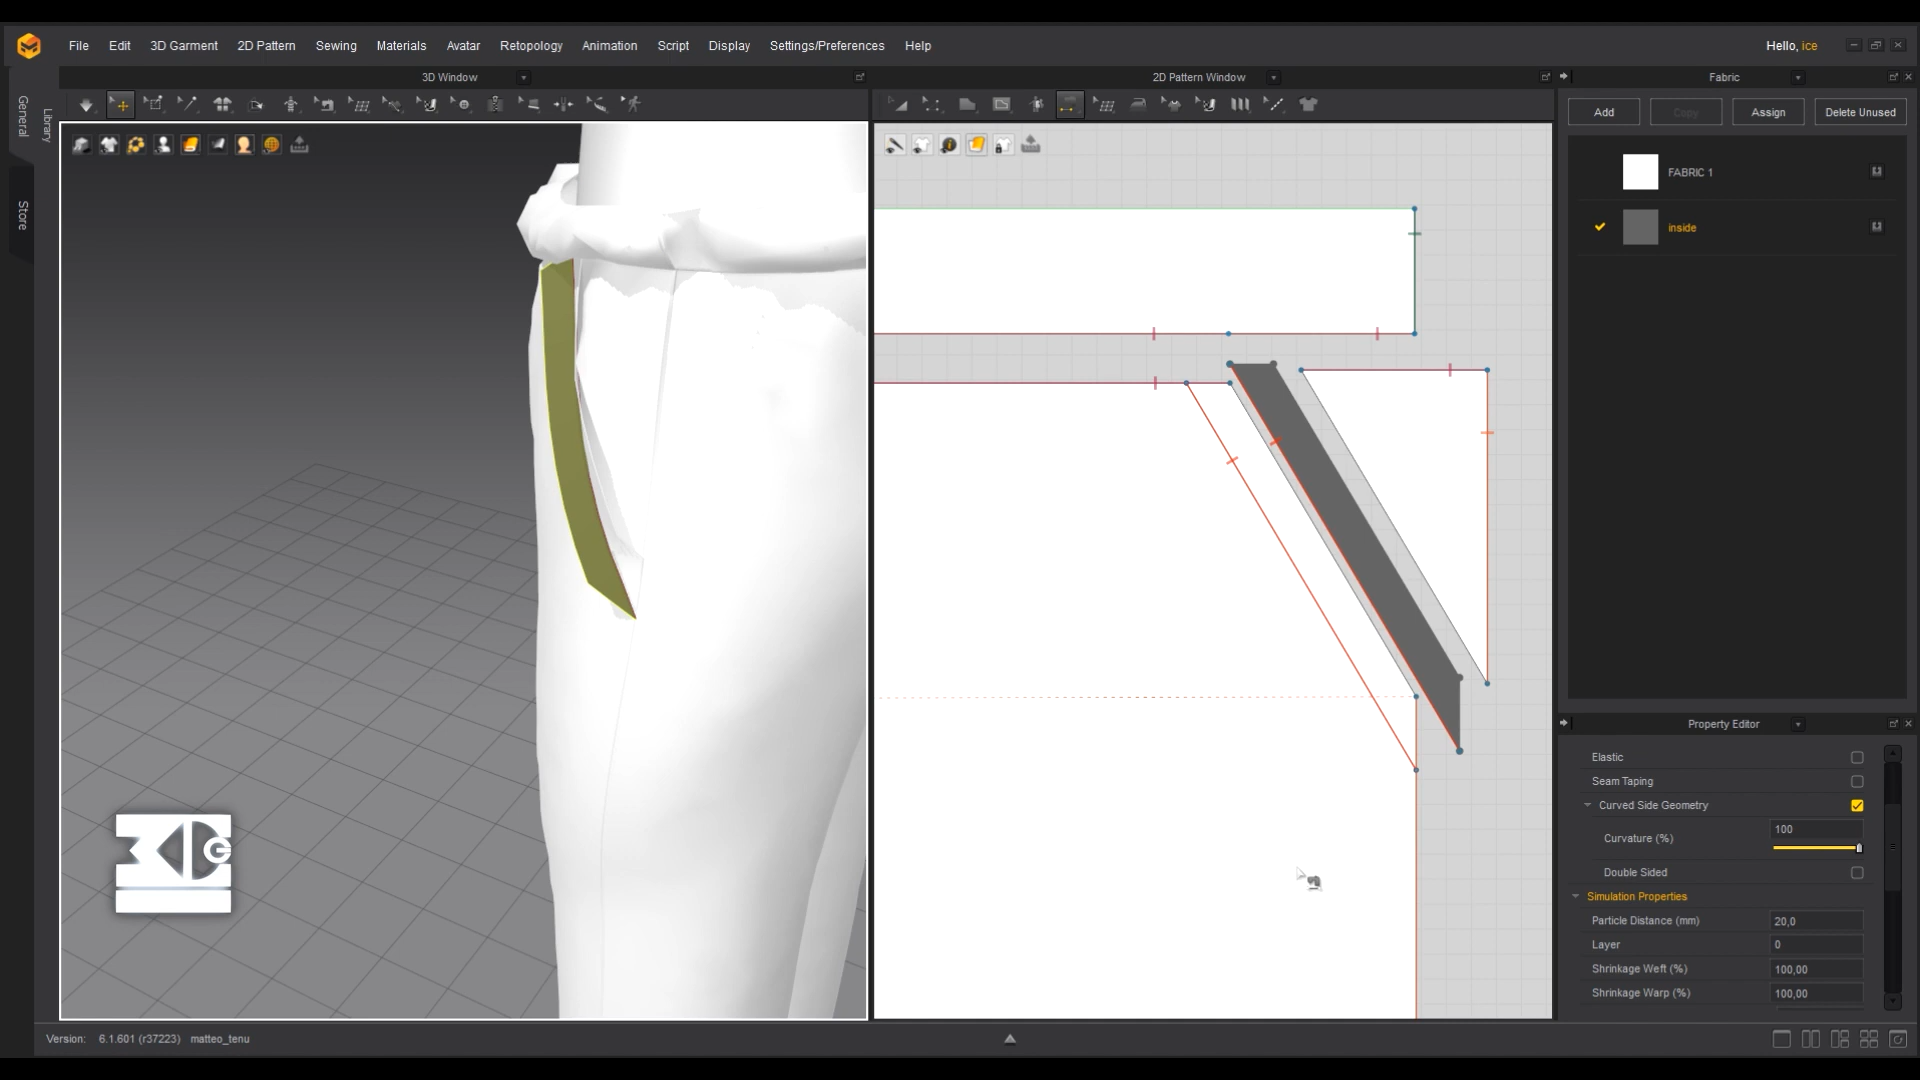 File Edit 3D Garment 2D Pattern Sewing Materials Avatar Retopology Animation Script Display Settings/Preferences Help
Hello, ice
General
Library
Store
3D Window
2D Pattern Window
Fabric
Add Copy Assign Delete Unused
FABRIC 1
inside
Property Editor
Elastic
Seam Taping
Curved Side Geometry
Curvature (%) 100
Double Sided
Simulation Properties
Particle Distance (mm) 20,0
Layer 0
Shrinkage Weft (%) 100,00
Shrinkage Warp (%) 100,00
Version: 6.1.601 (r37223) matteo_tenu